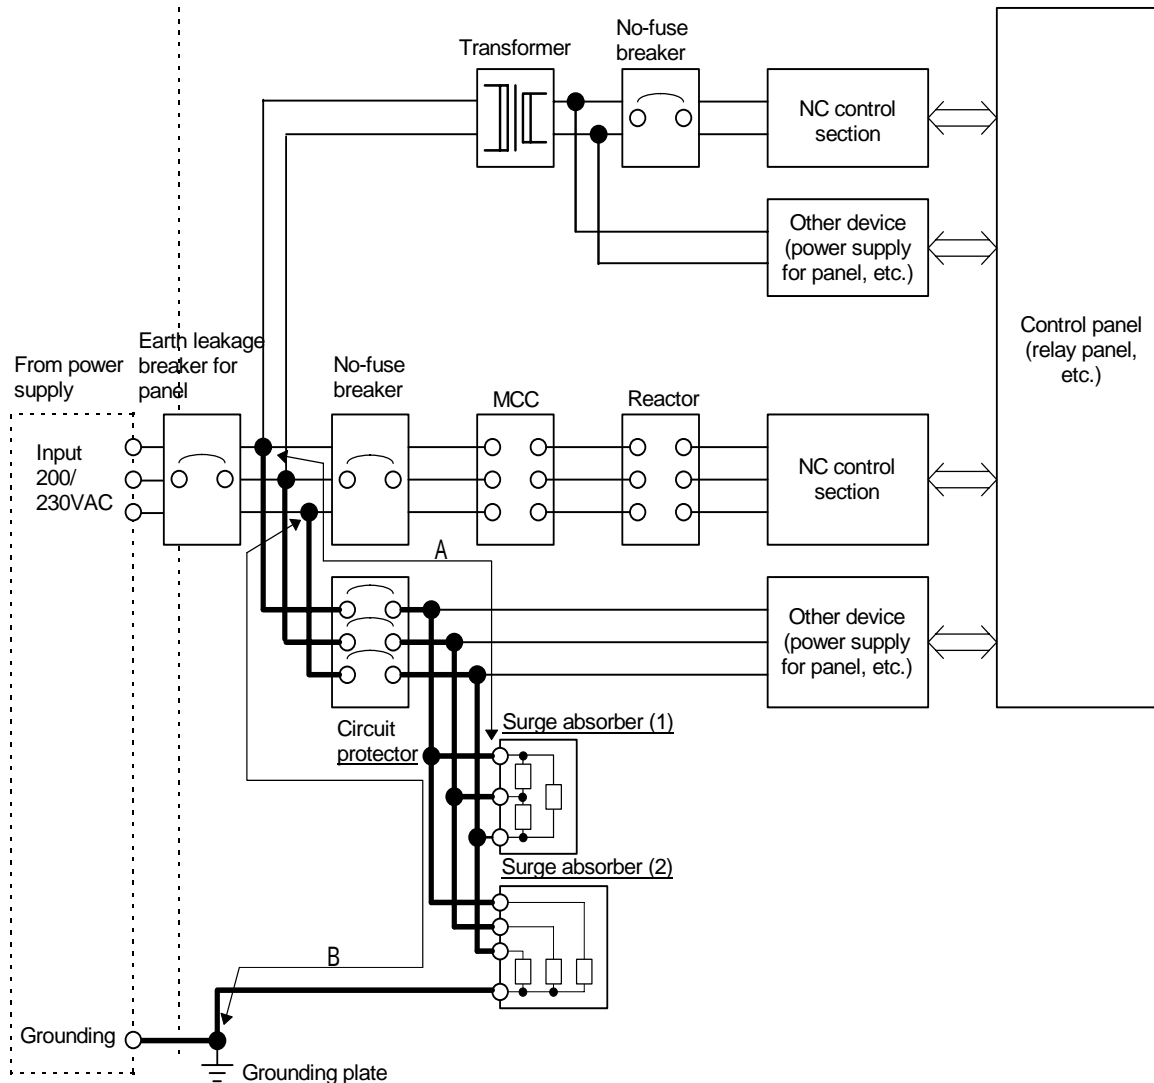 Transformer
No-fuse
breaker
NC control
section
Other device
(power supply
for panel, etc.)
Control panel
(relay panel,
etc.)
From power
supply
Earth leakage
breaker for
panel
No-fuse
breaker
MCC
Reactor
Input
200/
230VAC
NC control
section
A
Other device
(power supply
for panel, etc.)
Circuit
protector
Surge absorber (1)
Surge absorber (2)
B
Grounding
Grounding plate